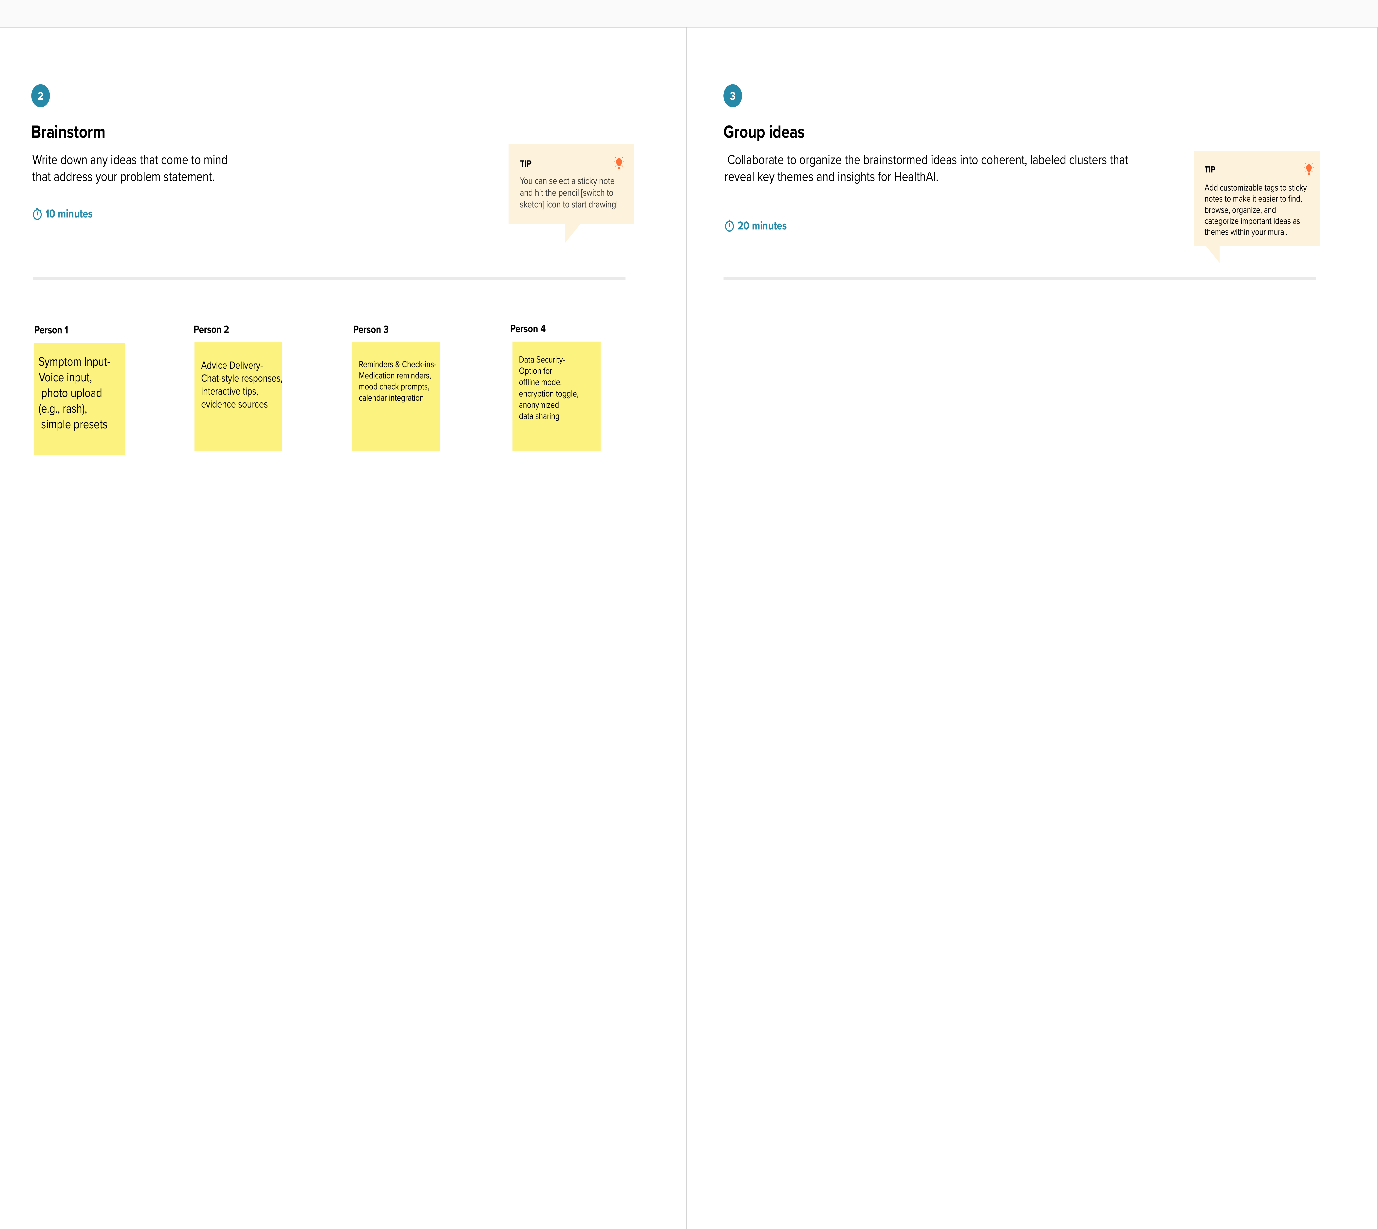 2
Brainstorm
Write down any ideas that come to mind
that address your problem statement.
10 minutes
TIP
You can select a sticky note
and hit the pencil [switch to
sketch] icon to start drawing!
Person 1
Symptom Input-
Voice input,
photo upload
(e.g., rash),
simple presets
Person 2
Advice Delivery-
Chat-style responses,
interactive tips,
evidence sources
Person 3
Reminders & Check-ins-
Medication reminders,
mood check prompts,
calendar integration
Person 4
Data Security-
Option for
offline mode,
encryption toggle,
anonymized
data sharing
3
Group ideas
Collaborate to organize the brainstormed ideas into coherent, labeled clusters that
reveal key themes and insights for HealthAI.
20 minutes
TIP
Add customizable tags to sticky
notes to make it easier to find,
browse, organize, and
categorize important ideas as
themes within your mural.